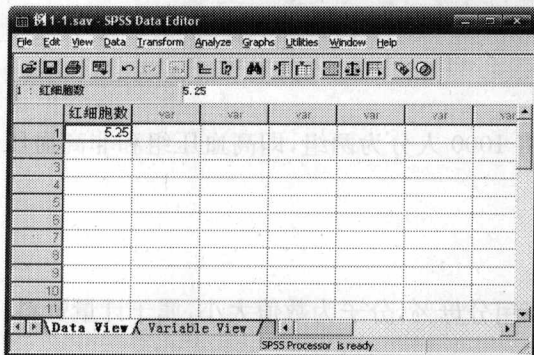 例1-1.sav - SPSS Data Editor
File Edit View Data Transform Analyze Graphs Utilities Window Help
1 : 红细胞数 5.25
红细胞数 var var var var var var
1 5.25
2
3
4
5
6
7
8
9
10
11
Data View Variable View
SPSS Processor is ready